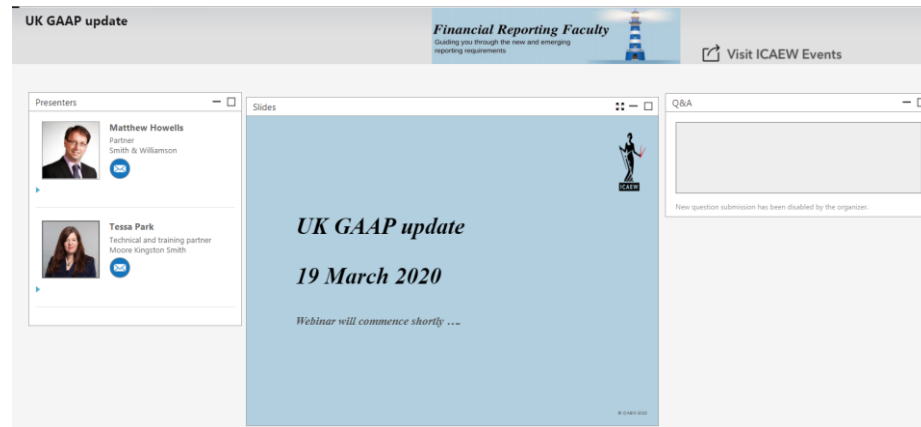 UK GAAP update
Financial Reporting Faculty
Guiding you through the new and emerging
reporting requirements
Visit ICAEW Events
Presenters
Matthew Howells
Partner
Smith & Williamson
Tessa Park
Technical and training partner
Moore Kingston Smith
Slides
ICAEW
UK GAAP update
19 March 2020
Webinar will commence shortly ....
© ICAEW 2020
Q&A
New question submission has been disabled by the organizer.